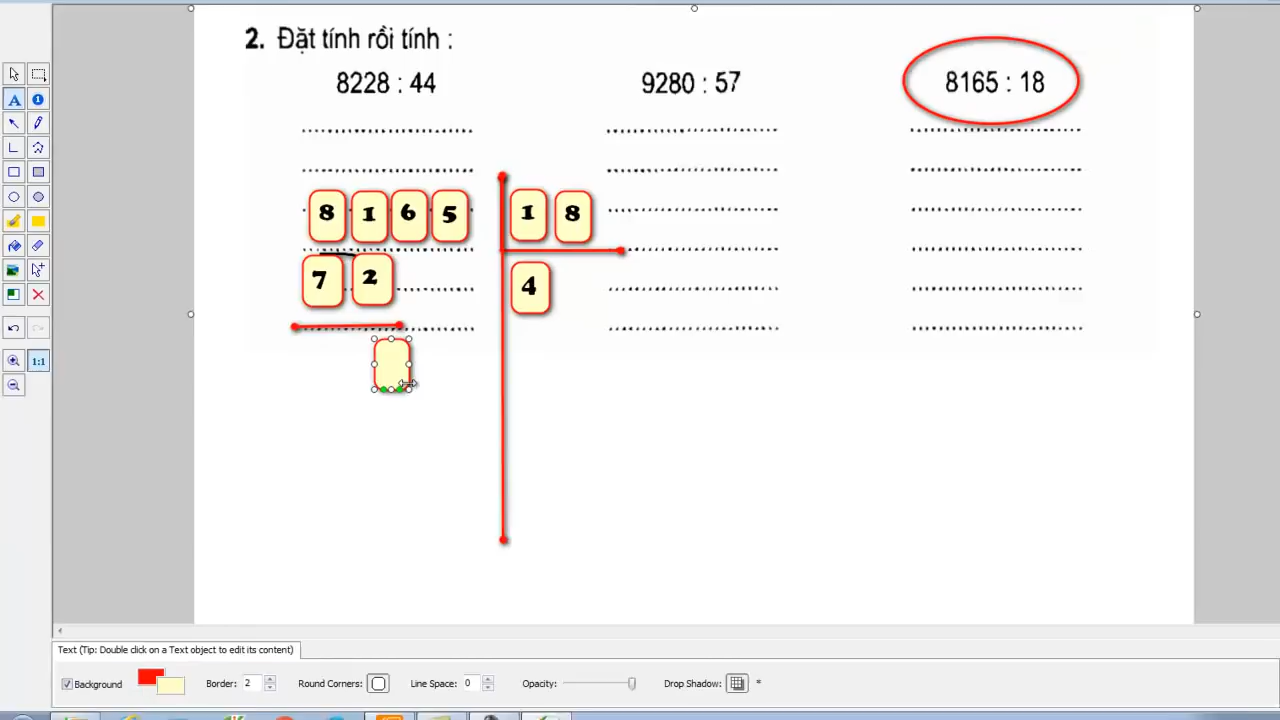 2. Đặt tính rồi tính :
8228 : 44 9280 : 57 8165 : 18
8 1 6 5 1 8
7 2 4
A 1
1:1
Text (Tip: Double click on a Text object to edit its content)
Background Border: 2 Round Corners: Line Space: 0 Opacity: Drop Shadow: